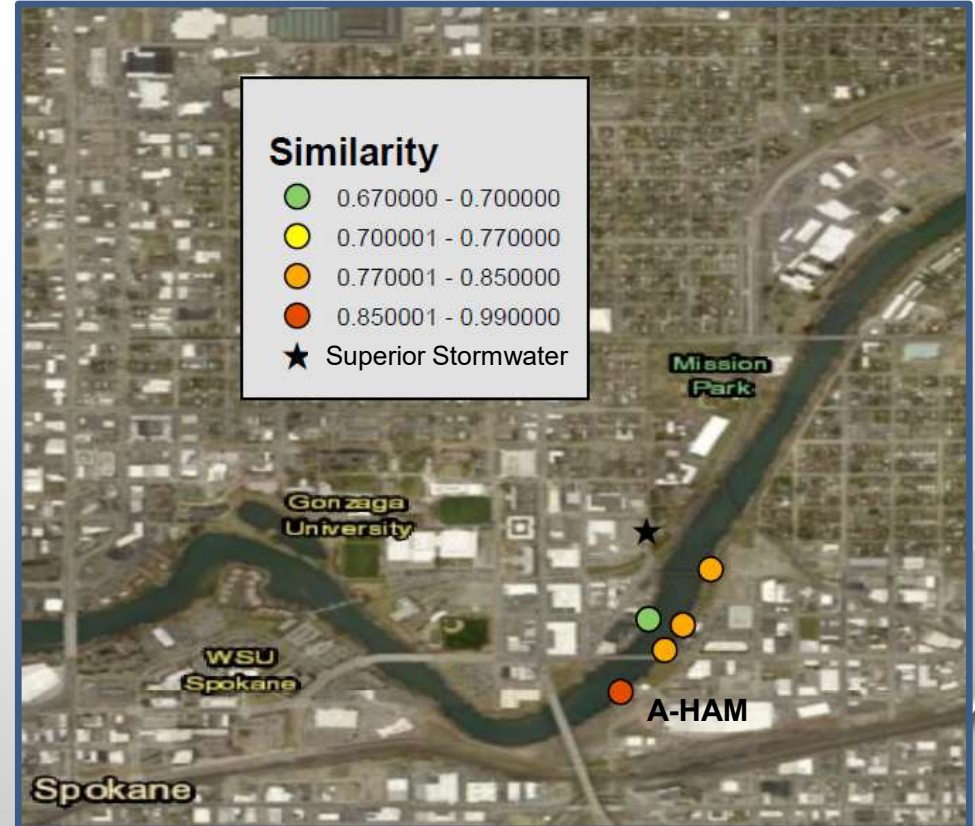 Similarity
0.670000 - 0.700000
0.700001 - 0.770000
0.770001 - 0.850000
0.850001 - 0.990000
Superior Stormwater
Mission
Park
Gonzaga
University
WSU
Spokane
A-HAM
Spokane